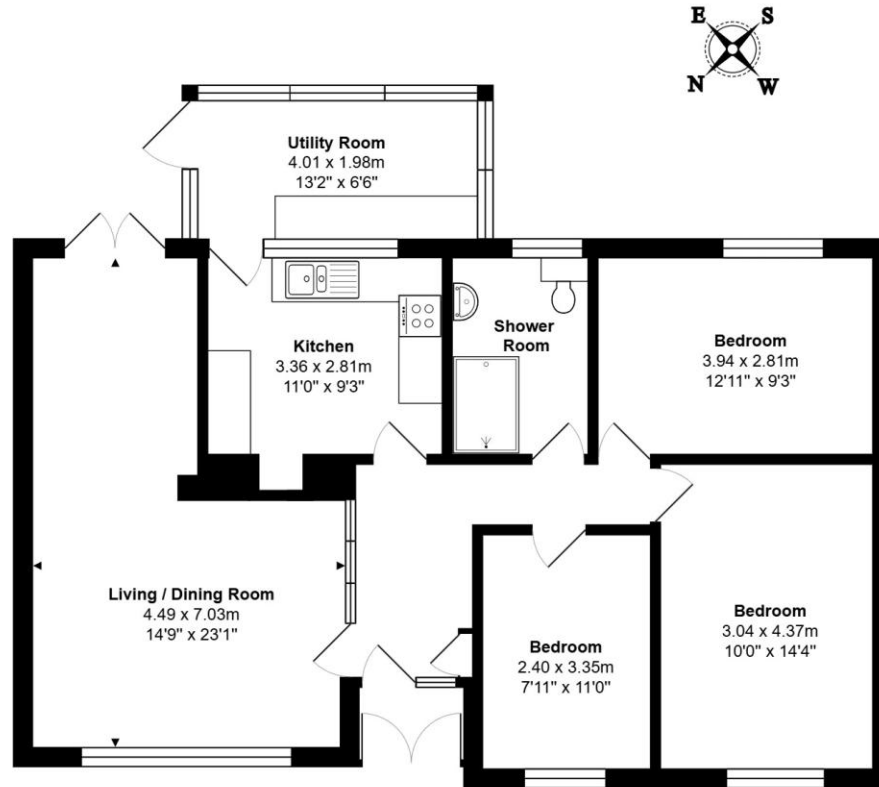 E S
N W
Utility Room
4.01 x 1.98m
13'2" x 6'6"
Kitchen
3.36 x 2.81m
11'0" x 9'3"
Shower
Room
Bedroom
3.94 x 2.81m
12'11" x 9'3"
Living / Dining Room
4.49 x 7.03m
14'9" x 23'1"
Bedroom
2.40 x 3.35m
7'11" x 11'0"
Bedroom
3.04 x 4.37m
10'0" x 14'4"